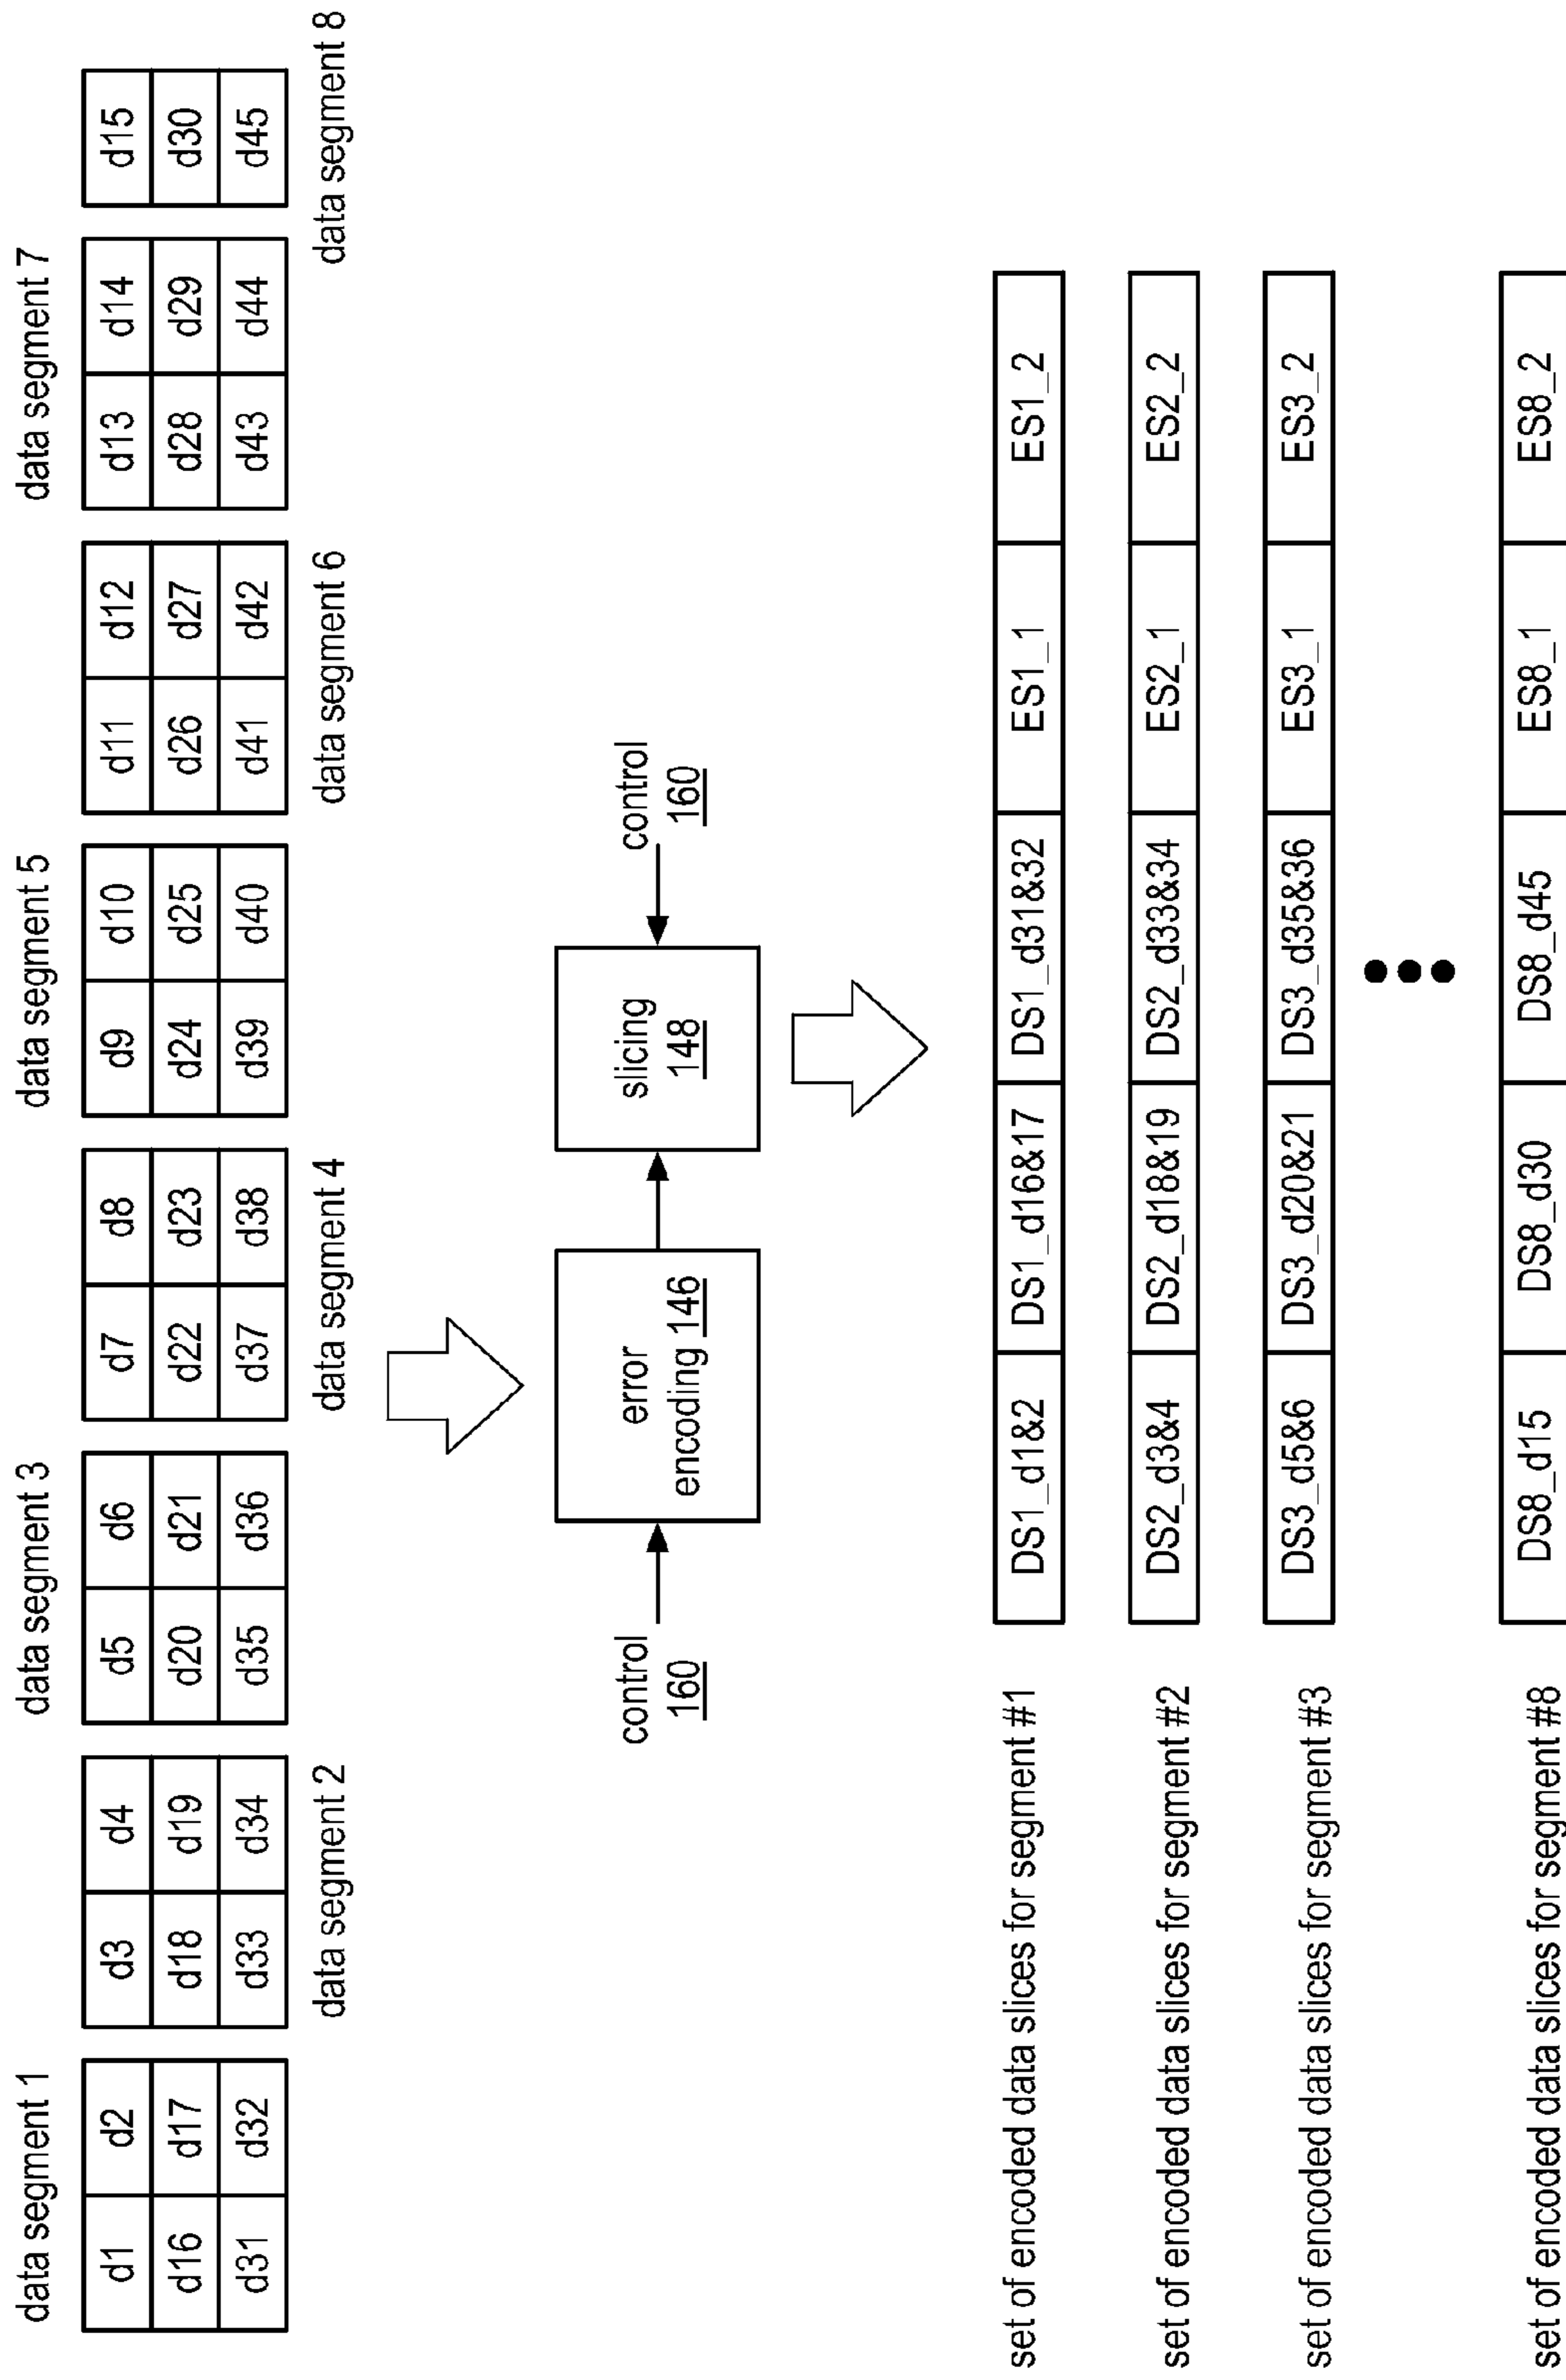 data segment 1
data segment 3
data segment 5
data segment 7
d1 d2 d3 d4 d5 d6 d7 d8 d9 d10 d11 d12 d13 d14 d15
d16 d17 d18 d19 d20 d21 d22 d23 d24 d25 d26 d27 d28 d29 d30
d31 d32 d33 d34 d35 d36 d37 d38 d39 d40 d41 d42 d43 d44 d45
data segment 2
data segment 4
data segment 6
data segment 8
control
160
error
encoding 146
slicing
148
control
160
set of encoded data slices for segment #1
DS1_d1&2 DS1_d16&17 DS1_d31&32 ES1_1 ES1_2
set of encoded data slices for segment #2
DS2_d3&4 DS2_d18&19 DS2_d33&34 ES2_1 ES2_2
set of encoded data slices for segment #3
DS3_d5&6 DS3_d20&21 DS3_d35&36 ES3_1 ES3_2
set of encoded data slices for segment #8
DS8_d15 DS8_d30 DS8_d45 ES8_1 ES8_2